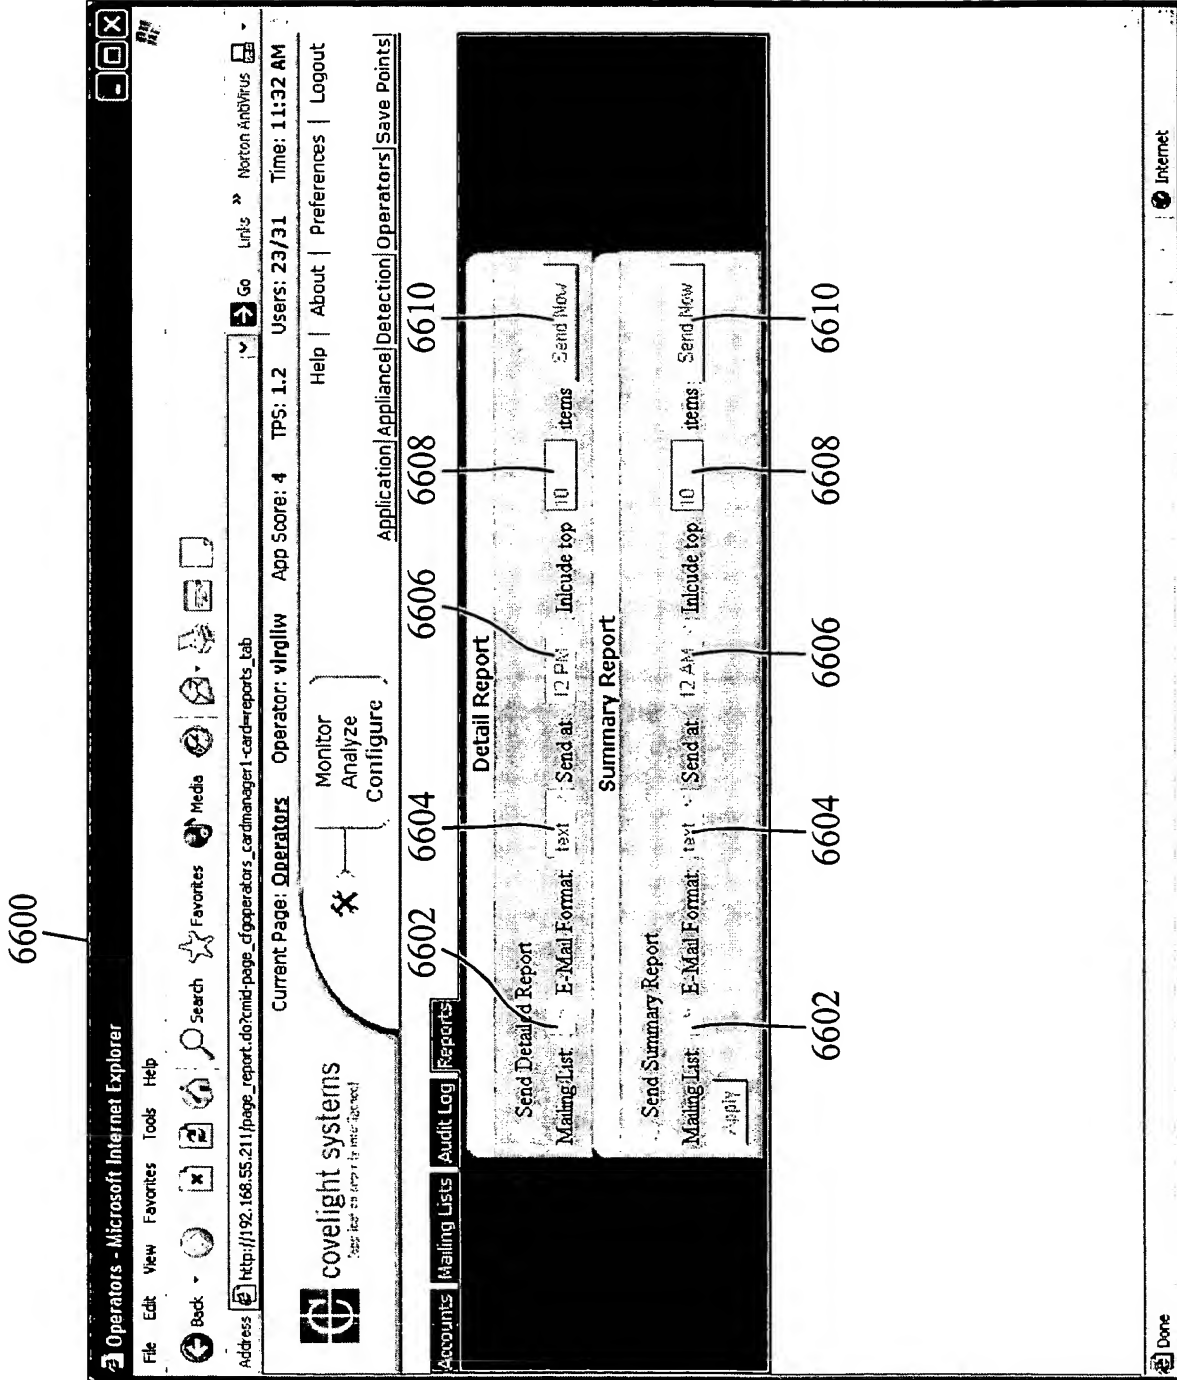 6600
Operators - Microsoft Internet Explorer
File Edit View Favorites Tools Help
Back Search Favorites Media
Address http://192.168.55.211/page_report.do?cmid-page_cfgoperators_cardmanager1-card=reports_tab Go Links » Norton AntiVirus
Current Page: Operators Operator: virgliw App Score: 4 TPS: 1.2 Users: 23/31 Time: 11:32 AM
covelight systems
Monitor
Analyze
Configure
Help | About | Preferences | Logout
Application Appliance Detection Operators Save Points
Accounts Mailing Lists Audit Log Reports
6602 6604 6606 6608 6610
Detail Report
Send Detailed Report
Mailing List: E-Mail Format: text Send at: 12 PM Inlcude top 10 items Send Now
Summary Report
Send Summary Report
Mailing List: E-Mail Format: text Send at: 12 AM Inlcude top 10 items Send Now
Apply
6602 6604 6606 6608 6610
Done Internet